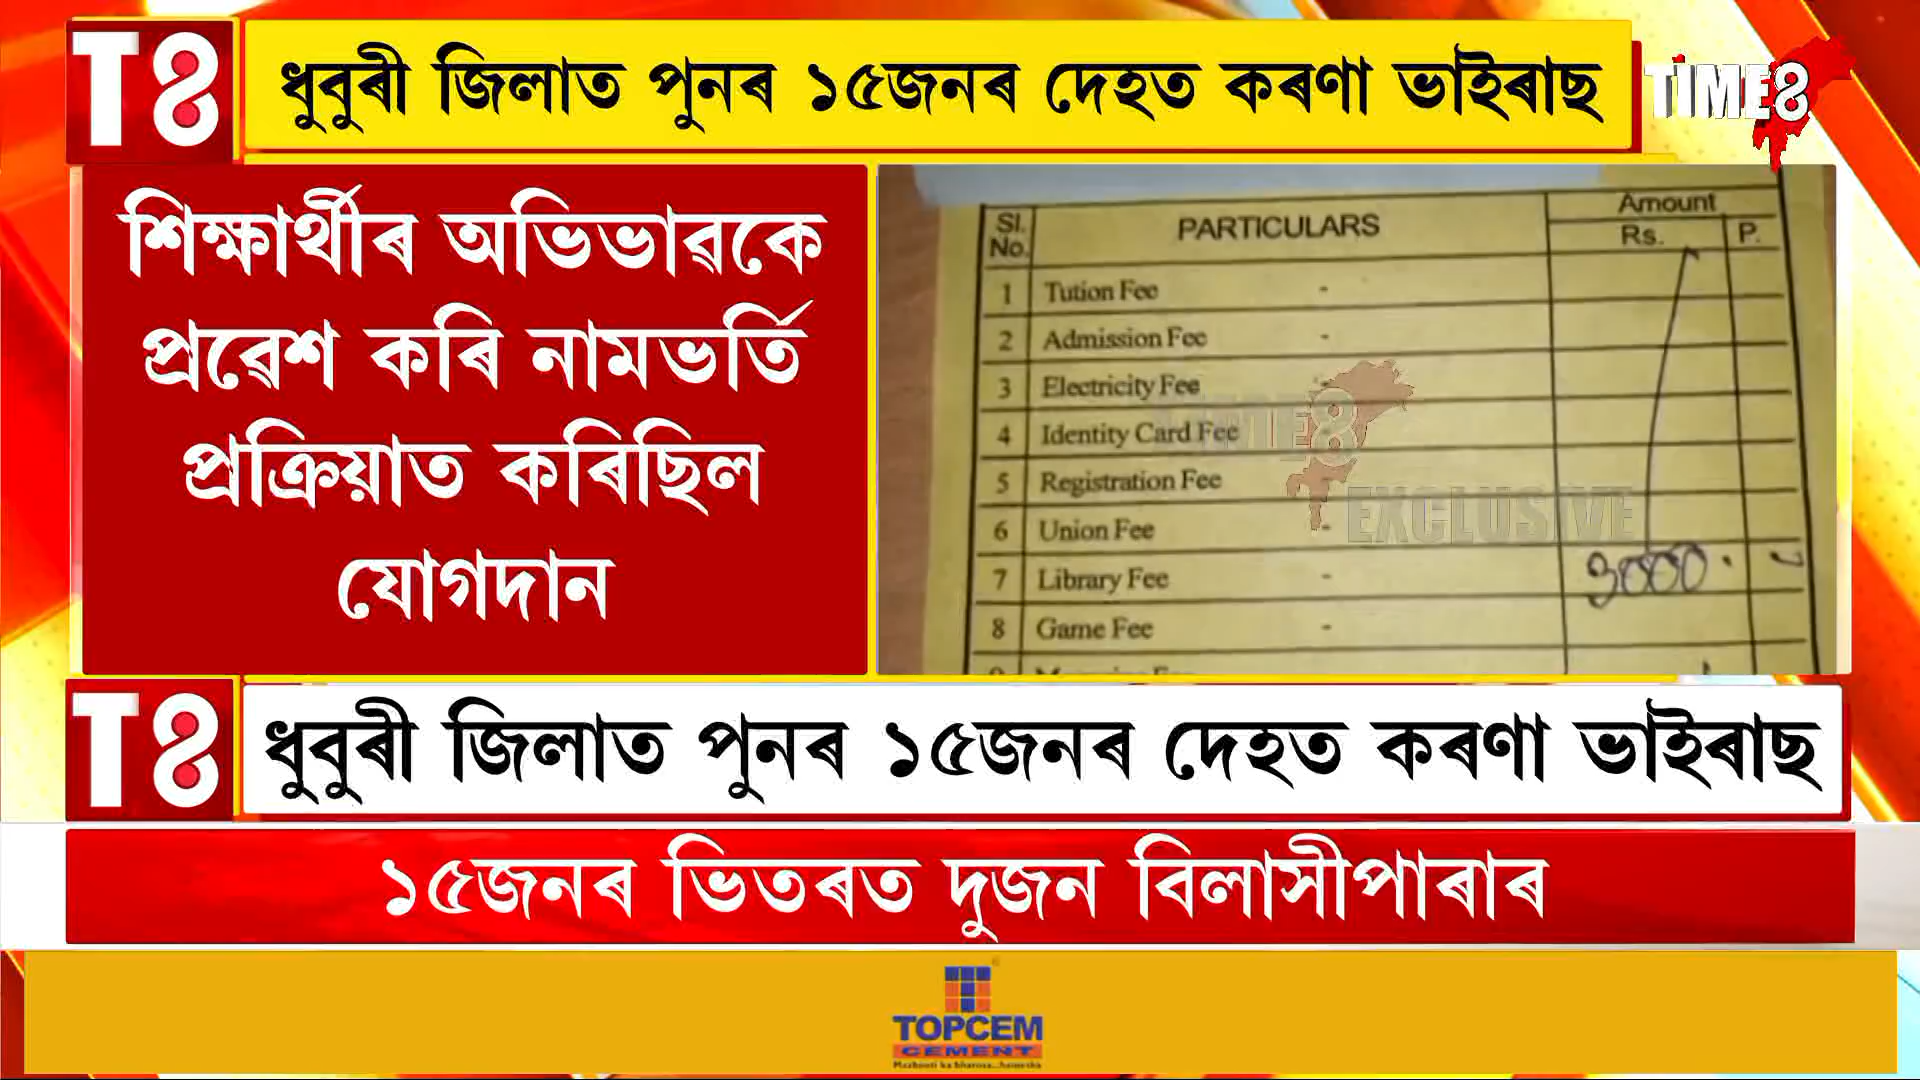 T8
ধুবুৰী জিলাত পুনৰ ১৫জনৰ দেহত কৰণা ভাইৰাছ
TIME8
শিক্ষাৰ্থীৰ অভিভাৱকে
প্ৰৱেশ কৰি নামভৰ্তি
প্ৰক্ৰিয়াত কৰিছিল
যোগদান
Sl. No. PARTICULARS Amount
Rs. P.
1 Tution Fee -
2 Admission Fee -
3 Electricity Fee -
4 Identity Card Fee
5 Registration Fee
6 Union Fee -
7 Library Fee - 3000
8 Game Fee -
TIME8
EXCLUSIVE
T8
ধুবুৰী জিলাত পুনৰ ১৫জনৰ দেহত কৰণা ভাইৰাছ
১৫জনৰ ভিতৰত দুজন বিলাসীপাৰাৰ
TOPCEM
CEMENT